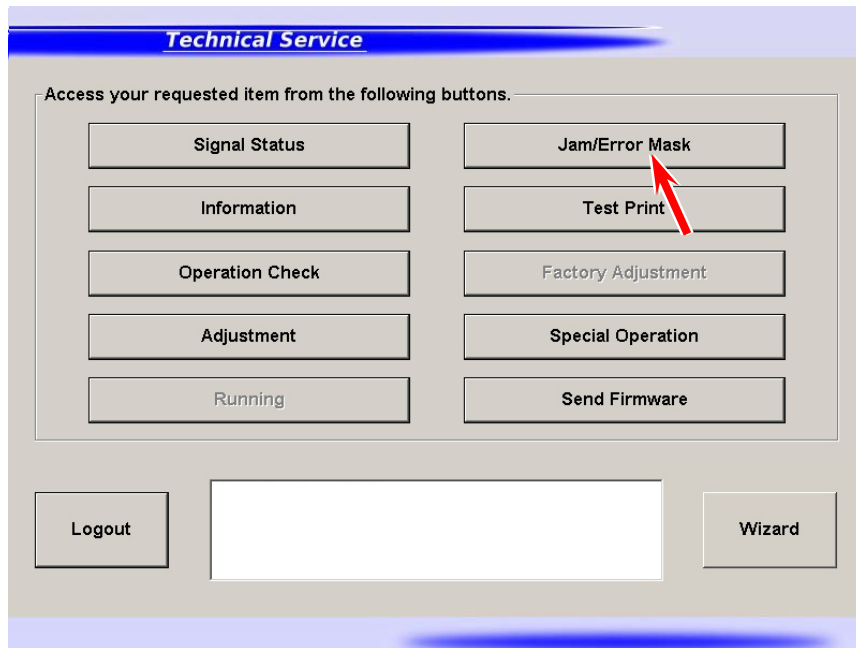 Technical Service
Access your requested item from the following buttons.
Signal Status
Jam/Error Mask
Information
Test Print
Operation Check
Factory Adjustment
Adjustment
Special Operation
Running
Send Firmware
Logout
Wizard